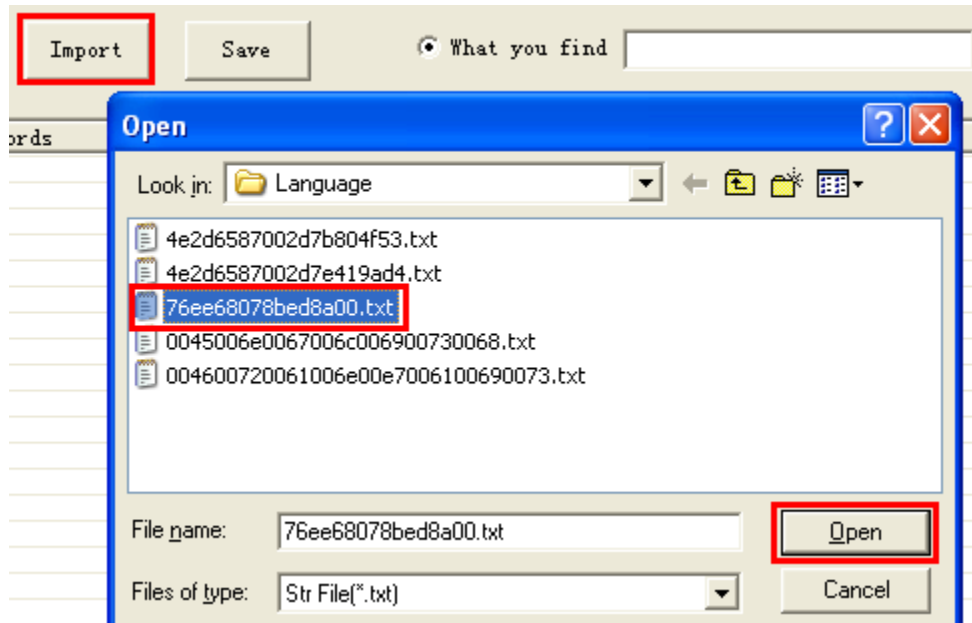 Import
Save
What you find
ords
Open
Look in:
Language
4e2d6587002d7b804f53.txt
4e2d6587002d7e419ad4.txt
76ee68078bed8a00.txt
0045006e0067006c006900730068.txt
004600720061006e00e7006100690073.txt
File name:
76ee68078bed8a00.txt
Open
Files of type:
Str File(*.txt)
Cancel